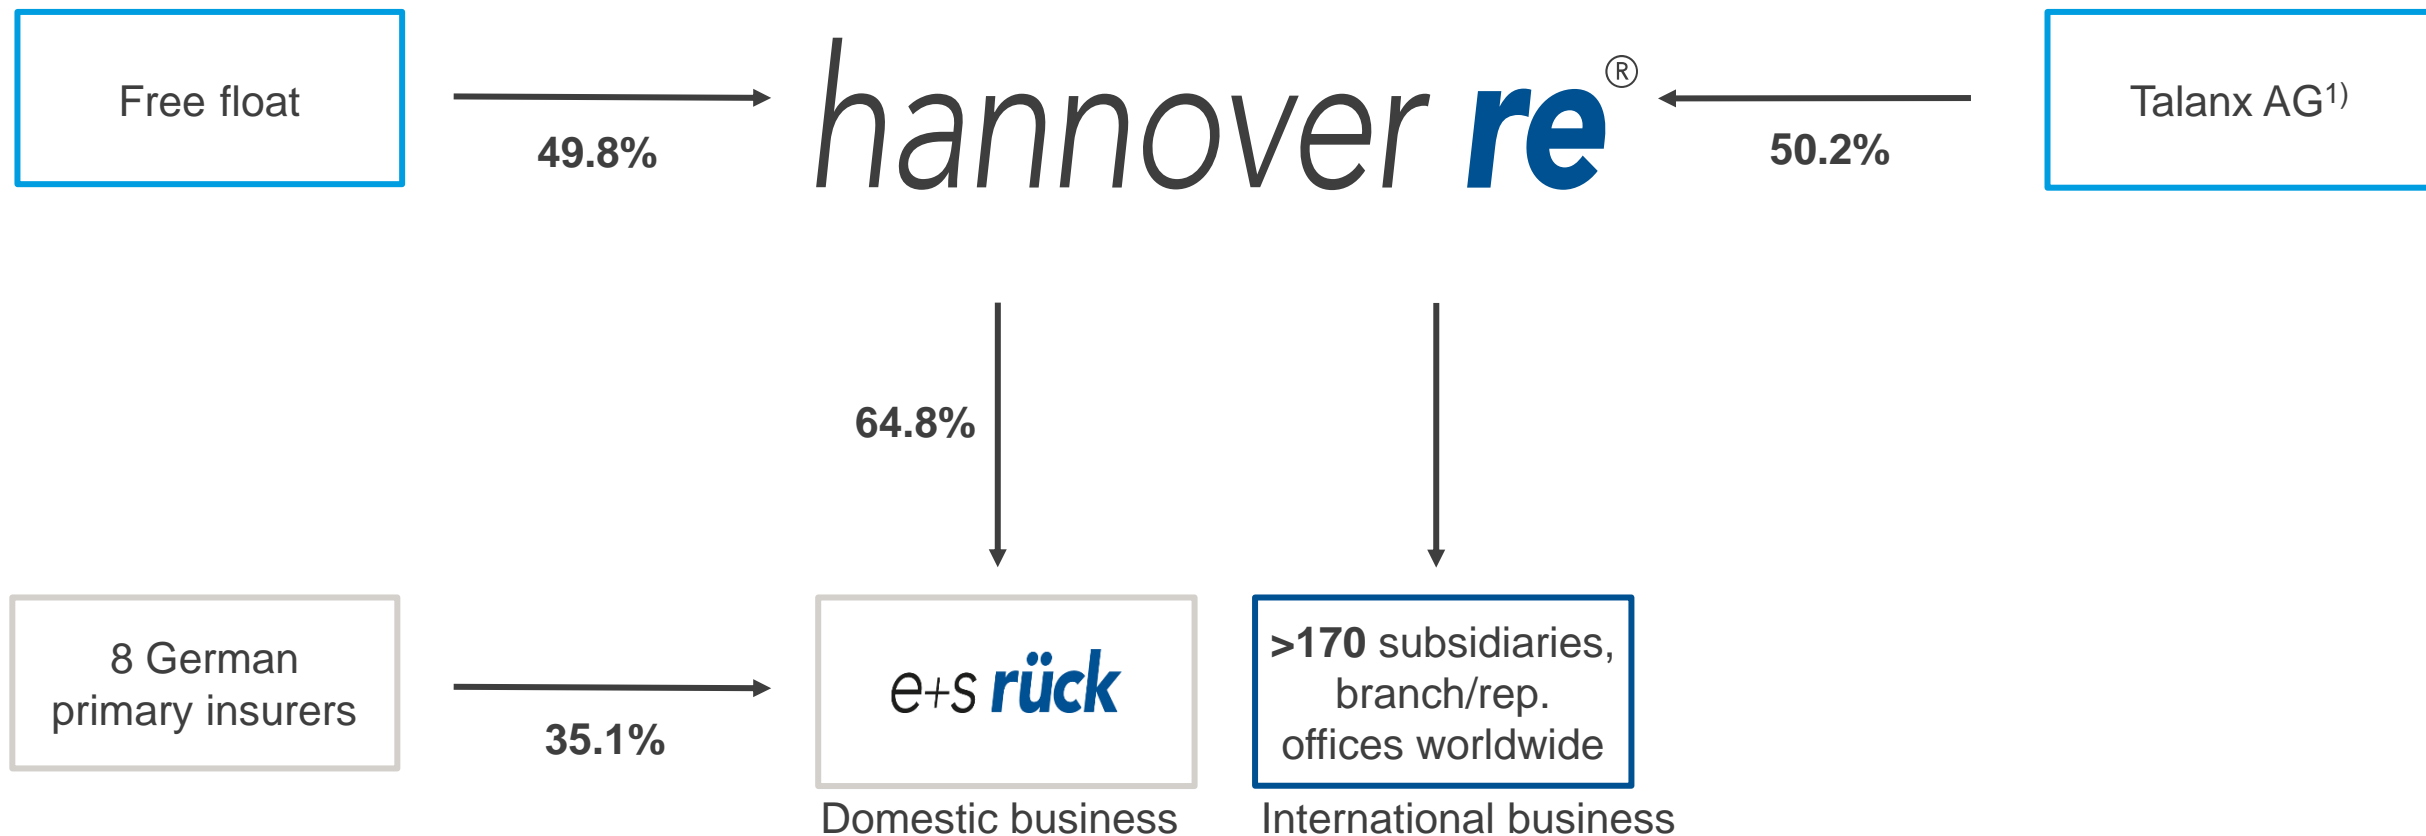 Free float
49.8%
hannover re®
50.2%
Talanx AG1)
64.8%
8 German
primary insurers
35.1%
e+s rück
Domestic business
>170 subsidiaries,
branch/rep.
offices worldwide
International business